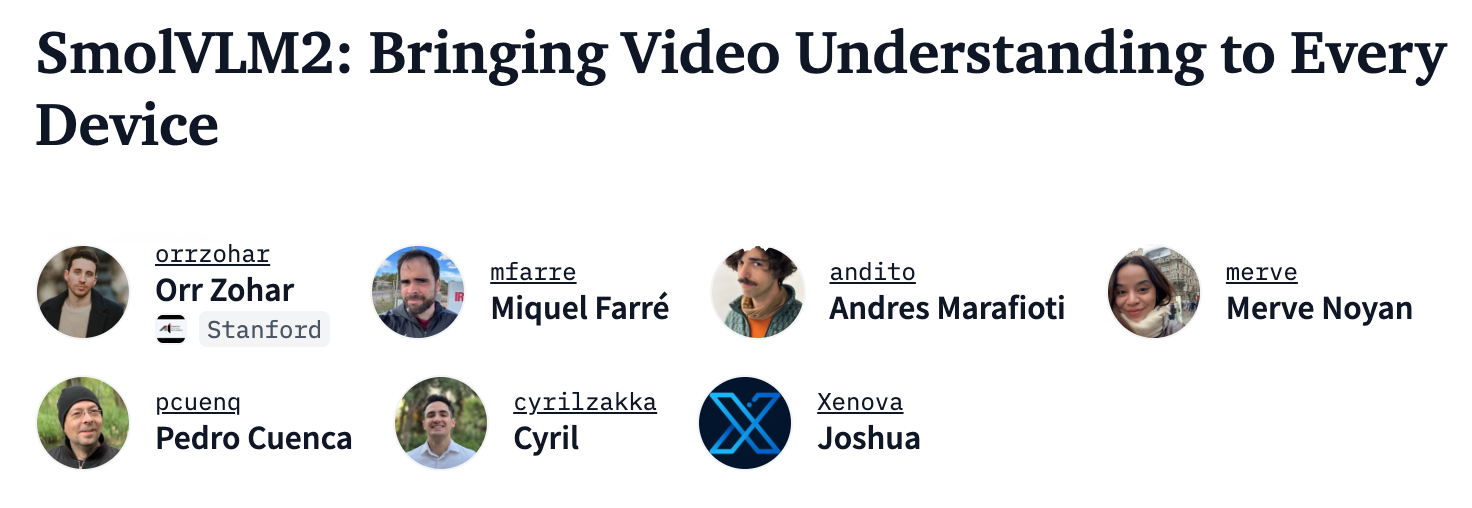 SmolVLM2: Bringing Video Understanding to Every
Device
orrzohar
Orr Zohar
Stanford
mfarre
Miquel Farré
andito
Andres Marafioti
merve
Merve Noyan
pcuenq
Pedro Cuenca
cyrilzakka
Cyril
Xenova
Joshua